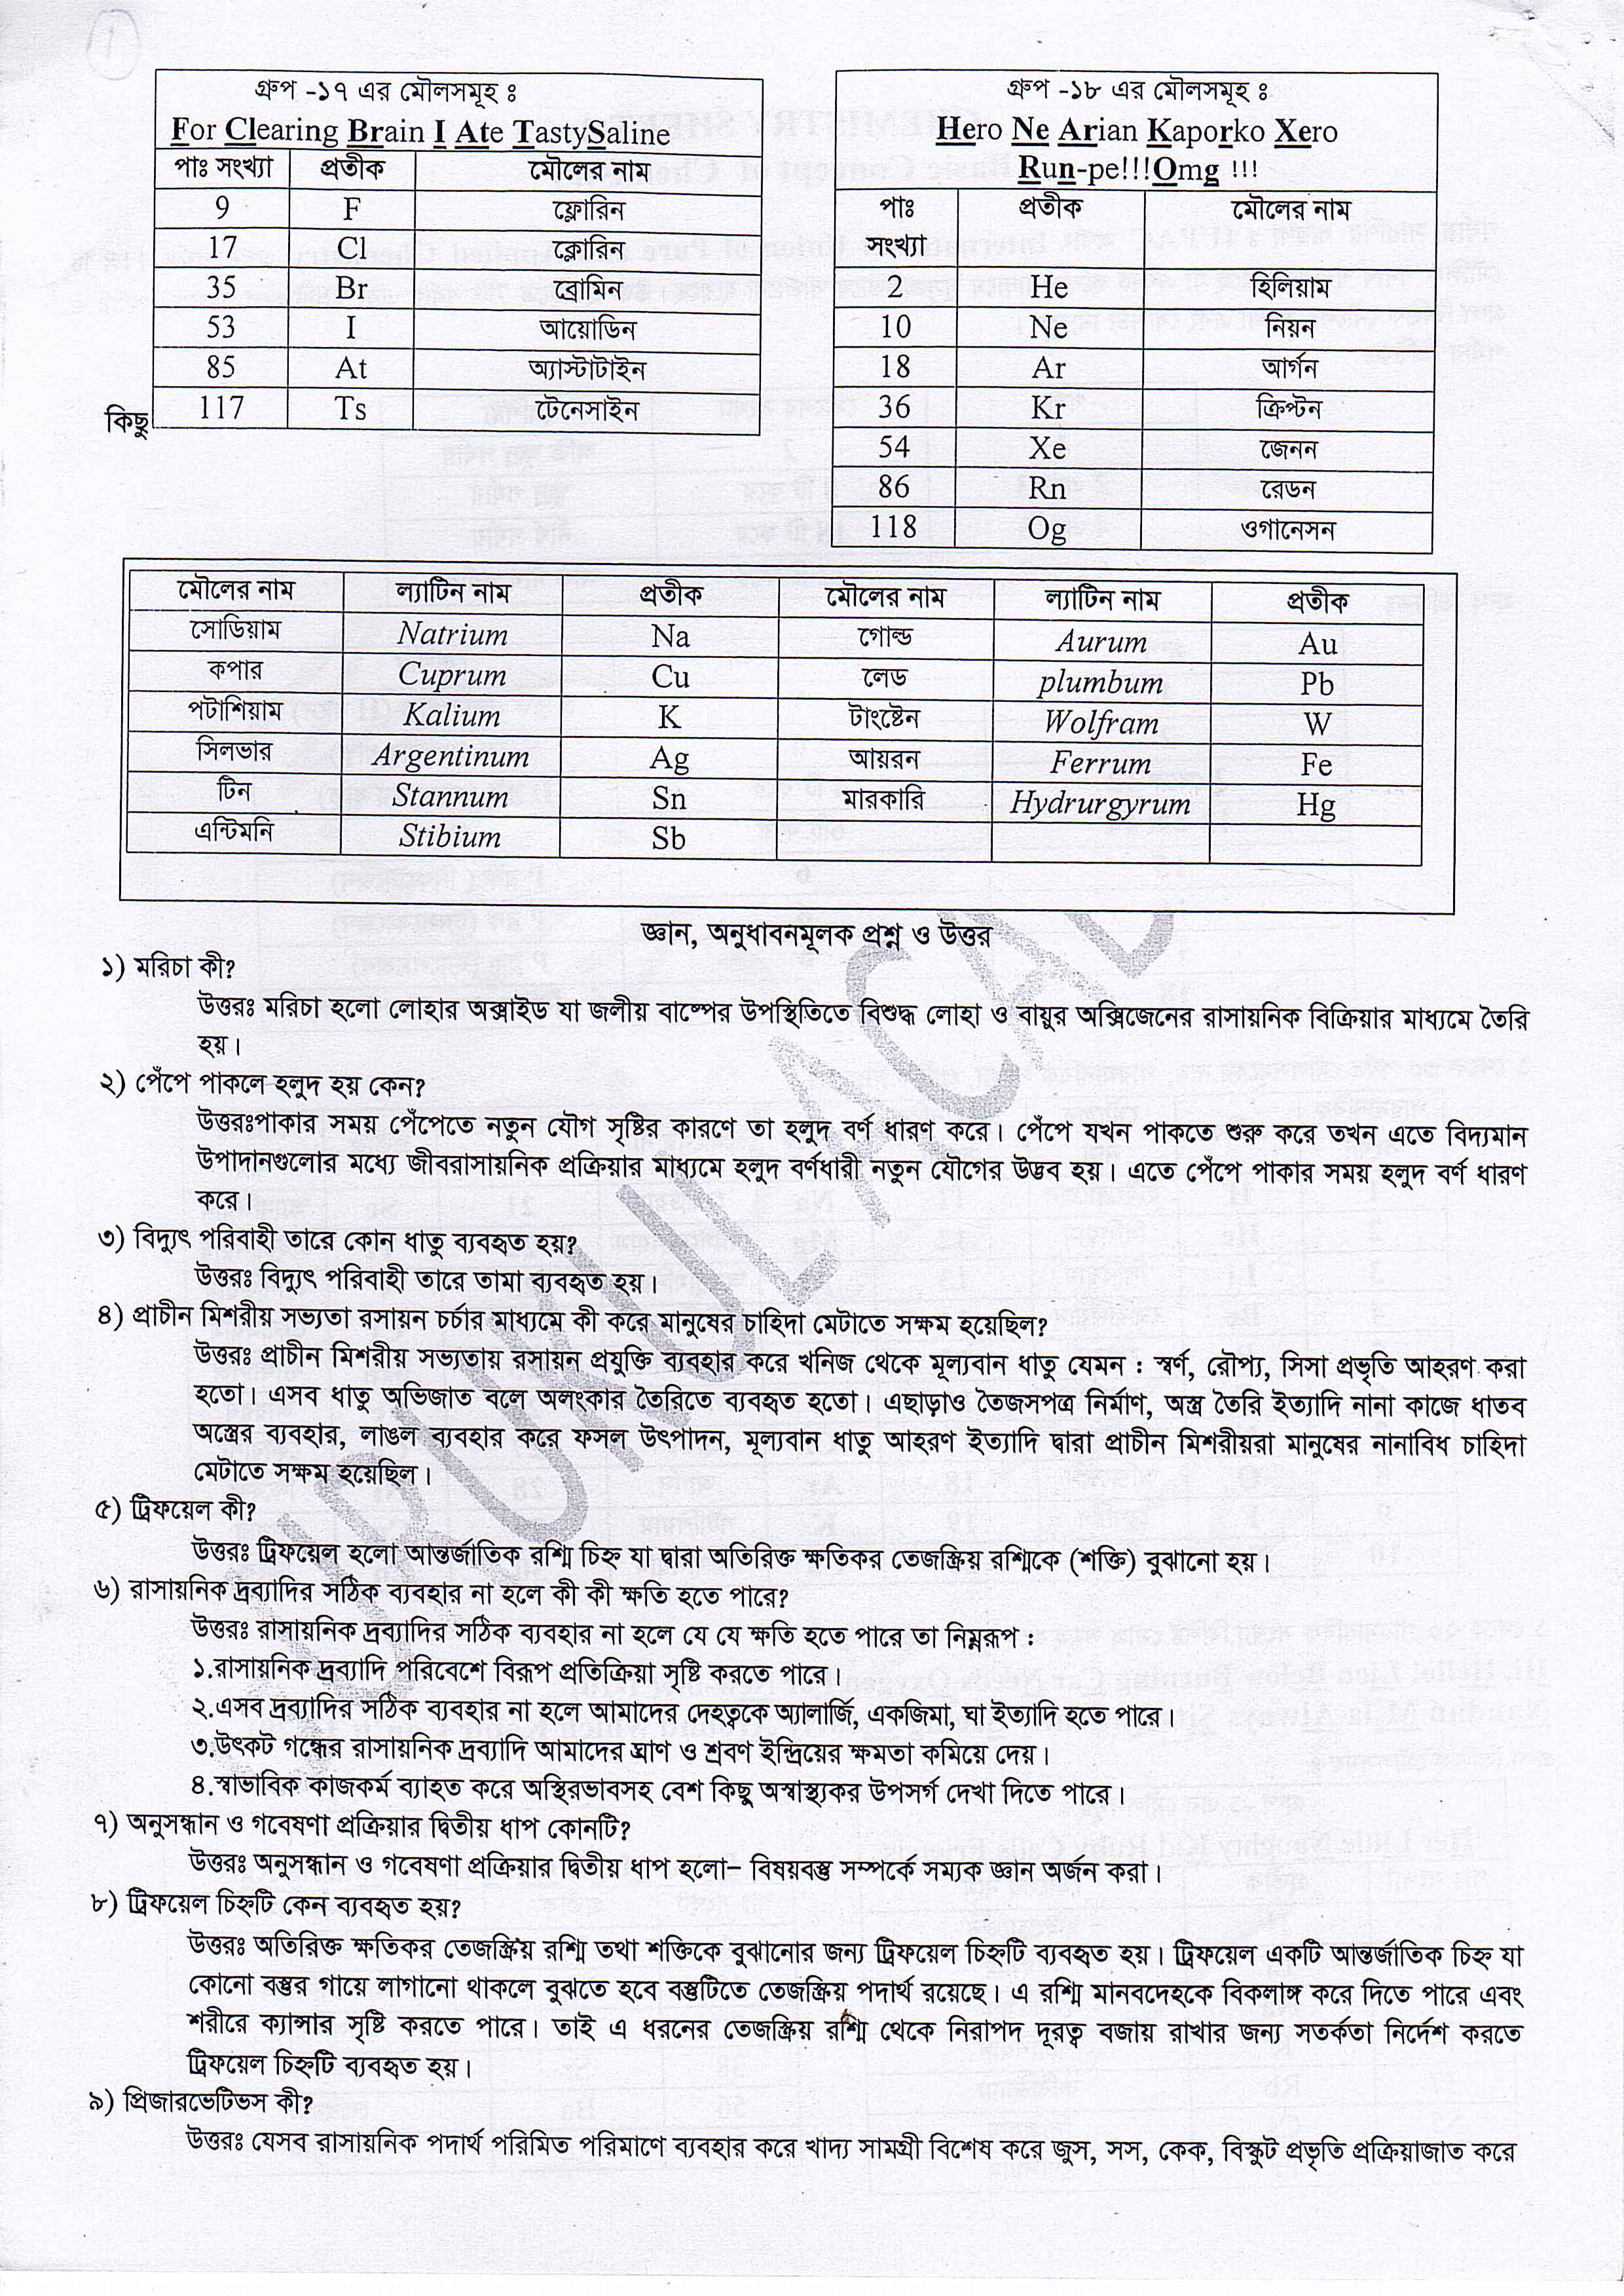 গ্রুপ -১৭ এর মৌলসমূহ ঃ
For Clearing Brain I Ate TastySaline
পাঃ সংখ্যা প্রতীক মৌলের নাম
9 F ফ্লোরিন
17 Cl ক্লোরিন
35 Br ব্রোমিন
53 I আয়োডিন
85 At অ্যাস্টাটাইন
117 Ts টেনেসাইন
কিছু
গ্রুপ -১৮ এর মৌলসমূহ ঃ
Hero Ne Arian Kaporko Xero
Run-pe!!!Omg !!!
পাঃ প্রতীক মৌলের নাম
সংখ্যা
2 He হিলিয়াম
10 Ne নিয়ন
18 Ar আর্গন
36 Kr ক্রিপ্টন
54 Xe জেনন
86 Rn রেডন
118 Og ওগানেসন
মৌলের নাম ল্যাটিন নাম প্রতীক মৌলের নাম ল্যাটিন নাম প্রতীক
সোডিয়াম Natrium Na গোল্ড Aurum Au
কপার Cuprum Cu লেড plumbum Pb
পটাশিয়াম Kalium K টাংষ্টেন Wolfram W
সিলভার Argentinum Ag আয়রন Ferrum Fe
টিন Stannum Sn মারকারি Hydrurgyrum Hg
এন্টিমনি Stibium Sb
জ্ঞান, অনুধাবনমূলক প্রশ্ন ও উত্তর
১) মরিচা কী?
উত্তরঃ মরিচা হলো লোহার অক্সাইড যা জলীয় বাষ্পের উপস্থিতিতে বিশুদ্ধ লোহা ও বায়ুর অক্সিজেনের রাসায়নিক বিক্রিয়ার মাধ্যমে তৈরি
হয়।
২) পেঁপে পাকলে হলুদ হয় কেন?
উত্তরঃপাকার সময় পেঁপেতে নতুন যৌগ সৃষ্টির কারণে তা হলুদ বর্ণ ধারণ করে। পেঁপে যখন পাকতে শুরু করে তখন এতে বিদ্যমান
উপাদানগুলোর মধ্যে জীবরাসায়নিক প্রক্রিয়ার মাধ্যমে হলুদ বর্ণধারী নতুন যৌগের উদ্ভব হয়। এতে পেঁপে পাকার সময় হলুদ বর্ণ ধারণ
করে।
৩) বিদ্যুৎ পরিবাহী তারে কোন ধাতু ব্যবহৃত হয়?
উত্তরঃ বিদ্যুৎ পরিবাহী তারে তামা ব্যবহৃত হয়।
৪) প্রাচীন মিশরীয় সভ্যতা রসায়ন চর্চার মাধ্যমে কী করে মানুষের চাহিদা মেটাতে সক্ষম হয়েছিল?
উত্তরঃ প্রাচীন মিশরীয় সভ্যতায় রসায়ন প্রযুক্তি ব্যবহার করে খনিজ থেকে মূল্যবান ধাতু যেমন : স্বর্ণ, রৌপ্য, সিসা প্রভৃতি আহরণ করা
হতো। এসব ধাতু অভিজাত বলে অলংকার তৈরিতে ব্যবহৃত হতো। এছাড়াও তৈজসপত্র নির্মাণ, অস্ত্র তৈরি ইত্যাদি নানা কাজে ধাতব
অস্ত্রের ব্যবহার, লাঙল ব্যবহার করে ফসল উৎপাদন, মূল্যবান ধাতু আহরণ ইত্যাদি দ্বারা প্রাচীন মিশরীয়রা মানুষের নানাবিধ চাহিদা
মেটাতে সক্ষম হয়েছিল।
৫) ট্রিফয়েল কী?
উত্তরঃ ট্রিফয়েল হলো আন্তর্জাতিক রশ্মি চিহ্ন যা দ্বারা অতিরিক্ত ক্ষতিকর তেজস্ক্রিয় রশ্মিকে (শক্তি) বুঝানো হয়।
৬) রাসায়নিক দ্রব্যাদির সঠিক ব্যবহার না হলে কী কী ক্ষতি হতে পারে?
উত্তরঃ রাসায়নিক দ্রব্যাদির সঠিক ব্যবহার না হলে যে যে ক্ষতি হতে পারে তা নিম্নরূপ :
১.রাসায়নিক দ্রব্যাদি পরিবেশে বিরূপ প্রতিক্রিয়া সৃষ্টি করতে পারে।
২.এসব দ্রব্যাদির সঠিক ব্যবহার না হলে আমাদের দেহত্বকে অ্যালার্জি, একজিমা, ঘা ইত্যাদি হতে পারে।
৩.উৎকট গন্ধের রাসায়নিক দ্রব্যাদি আমাদের ঘ্রাণ ও শ্রবণ ইন্দ্রিয়ের ক্ষমতা কমিয়ে দেয়।
৪.স্বাভাবিক কাজকর্ম ব্যাহত করে অস্থিরভাবসহ বেশ কিছু অস্বাস্থ্যকর উপসর্গ দেখা দিতে পারে।
৭) অনুসন্ধান ও গবেষণা প্রক্রিয়ার দ্বিতীয় ধাপ কোনটি?
উত্তরঃ অনুসন্ধান ও গবেষণা প্রক্রিয়ার দ্বিতীয় ধাপ হলো– বিষয়বস্তু সম্পর্কে সম্যক জ্ঞান অর্জন করা।
৮) ট্রিফয়েল চিহ্নটি কেন ব্যবহৃত হয়?
উত্তরঃ অতিরিক্ত ক্ষতিকর তেজস্ক্রিয় রশ্মি তথা শক্তিকে বুঝানোর জন্য ট্রিফয়েল চিহ্নটি ব্যবহৃত হয়। ট্রিফয়েল একটি আন্তর্জাতিক চিহ্ন যা
কোনো বস্তুর গায়ে লাগানো থাকলে বুঝতে হবে বস্তুটিতে তেজস্ক্রিয় পদার্থ রয়েছে। এ রশ্মি মানবদেহকে বিকলাঙ্গ করে দিতে পারে এবং
শরীরে ক্যান্সার সৃষ্টি করতে পারে। তাই এ ধরনের তেজস্ক্রিয় রশ্মি থেকে নিরাপদ দূরত্ব বজায় রাখার জন্য সতর্কতা নির্দেশ করতে
ট্রিফয়েল চিহ্নটি ব্যবহৃত হয়।
৯) প্রিজারভেটিভস কী?
উত্তরঃ যেসব রাসায়নিক পদার্থ পরিমিত পরিমাণে ব্যবহার করে খাদ্য সামগ্রী বিশেষ করে জুস, সস, কেক, বিস্কুট প্রভৃতি প্রক্রিয়াজাত করে